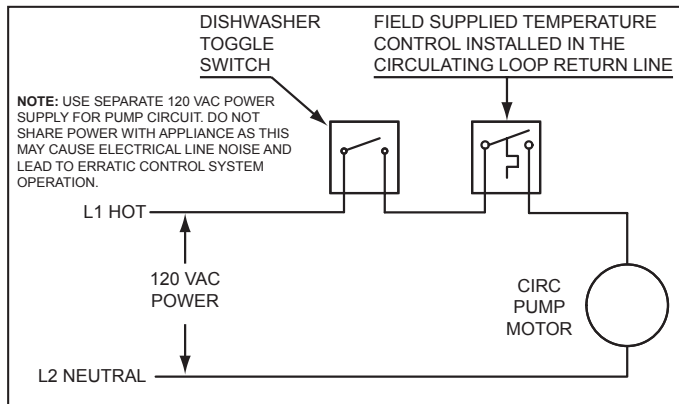 DISHWASHER
TOGGLE
SWITCH
FIELD SUPPLIED TEMPERATURE
CONTROL INSTALLED IN THE
CIRCULATING LOOP RETURN LINE
NOTE: USE SEPARATE 120 VAC POWER
SUPPLY FOR PUMP CIRCUIT. DO NOT
SHARE POWER WITH APPLIANCE AS THIS
MAY CAUSE ELECTRICAL LINE NOISE AND
LEAD TO ERRATIC CONTROL SYSTEM
OPERATION.
L1 HOT
120 VAC
POWER
CIRC
PUMP
MOTOR
L2 NEUTRAL